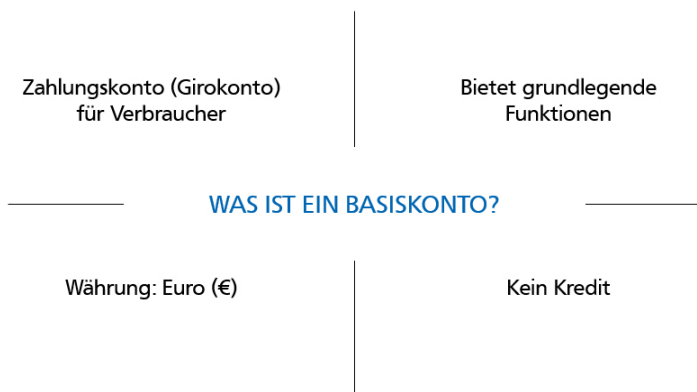 Zahlungskonto (Girokonto)
für Verbraucher
Bietet grundlegende
Funktionen
WAS IST EIN BASISKONTO?
Währung: Euro (€)
Kein Kredit